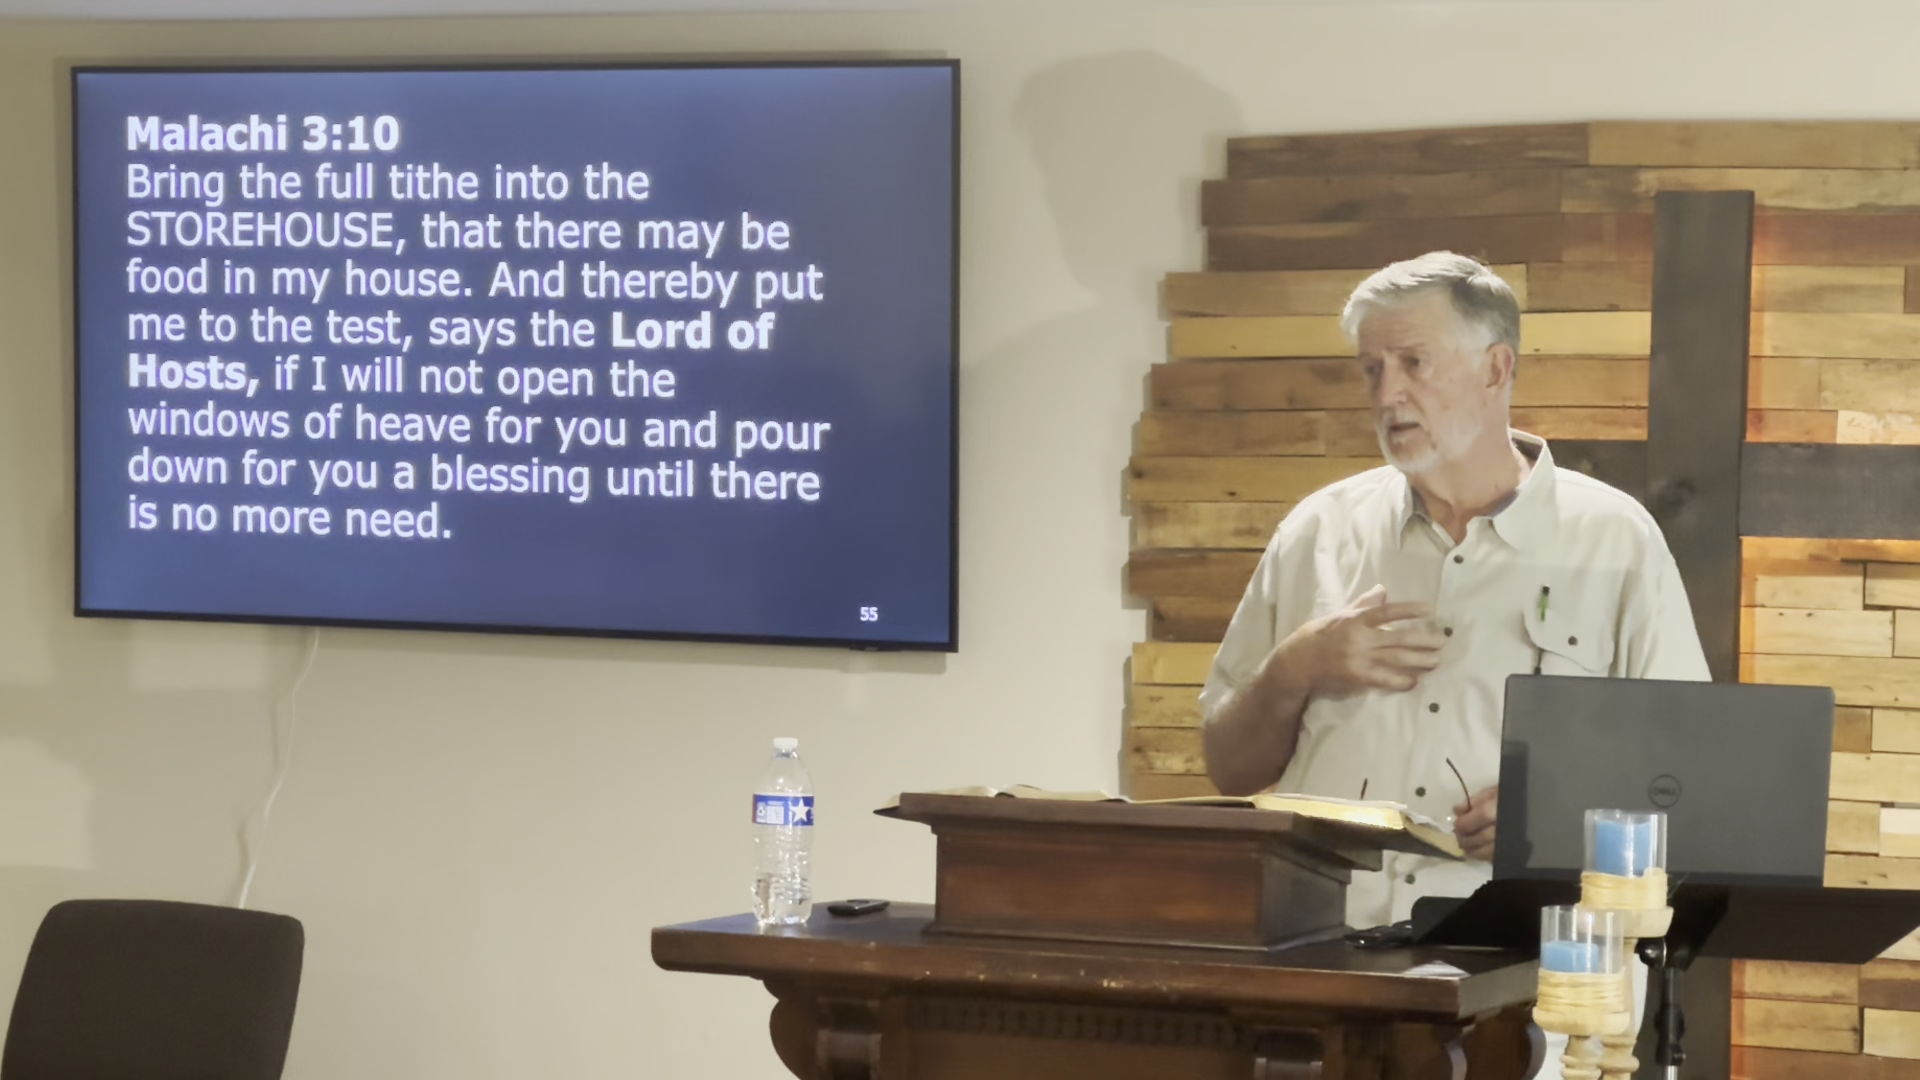 Malachi 3:10
Bring the full tithe into the
STOREHOUSE, that there may be
food in my house. And thereby put
me to the test, says the Lord of
Hosts, if I will not open the
windows of heave for you and pour
down for you a blessing until there
is no more need.
55
DELL